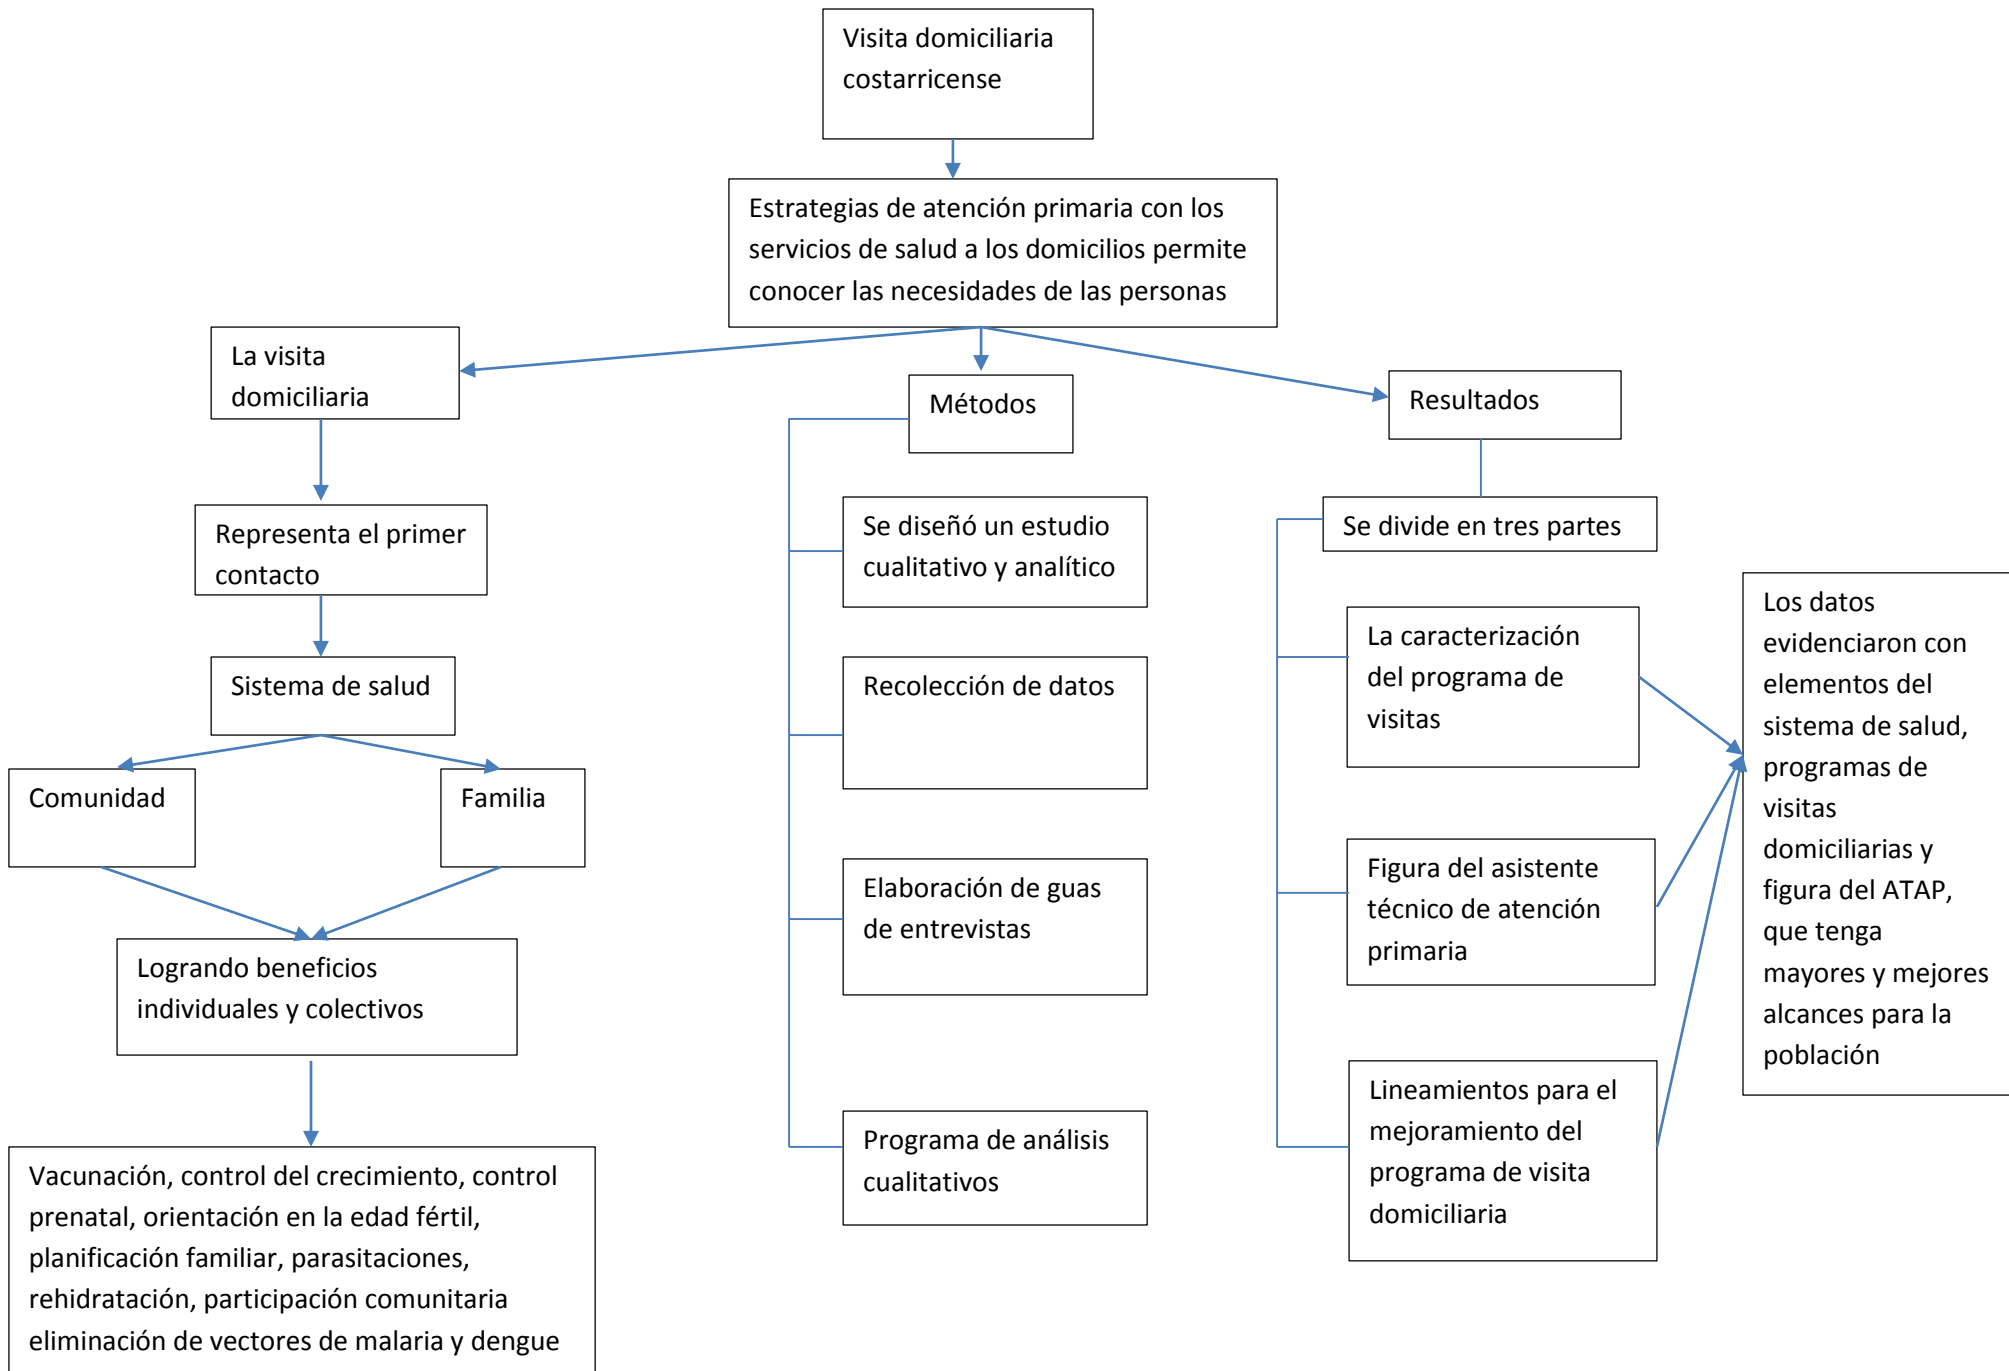 Visita domiciliaria
costarricense
Estrategias de atención primaria con los
servicios de salud a los domicilios permite
conocer las necesidades de las personas
La visita
domiciliaria
Representa el primer
contacto
Sistema de salud
Comunidad
Familia
Logrando beneficios
individuales y colectivos
Vacunación, control del crecimiento, control
prenatal, orientación en la edad fértil,
planificación familiar, parasitaciones,
rehidratación, participación comunitaria
eliminación de vectores de malaria y dengue
Métodos
Se diseñó un estudio
cualitativo y analítico
Recolección de datos
Elaboración de guas
de entrevistas
Programa de análisis
cualitativos
Resultados
Se divide en tres partes
La caracterización
del programa de
visitas
Figura del asistente
técnico de atención
primaria
Lineamientos para el
mejoramiento del
programa de visita
domiciliaria
Los datos
evidenciaron con
elementos del
sistema de salud,
programas de
visitas
domiciliarias y
figura del ATAP,
que tenga
mayores y mejores
alcances para la
población